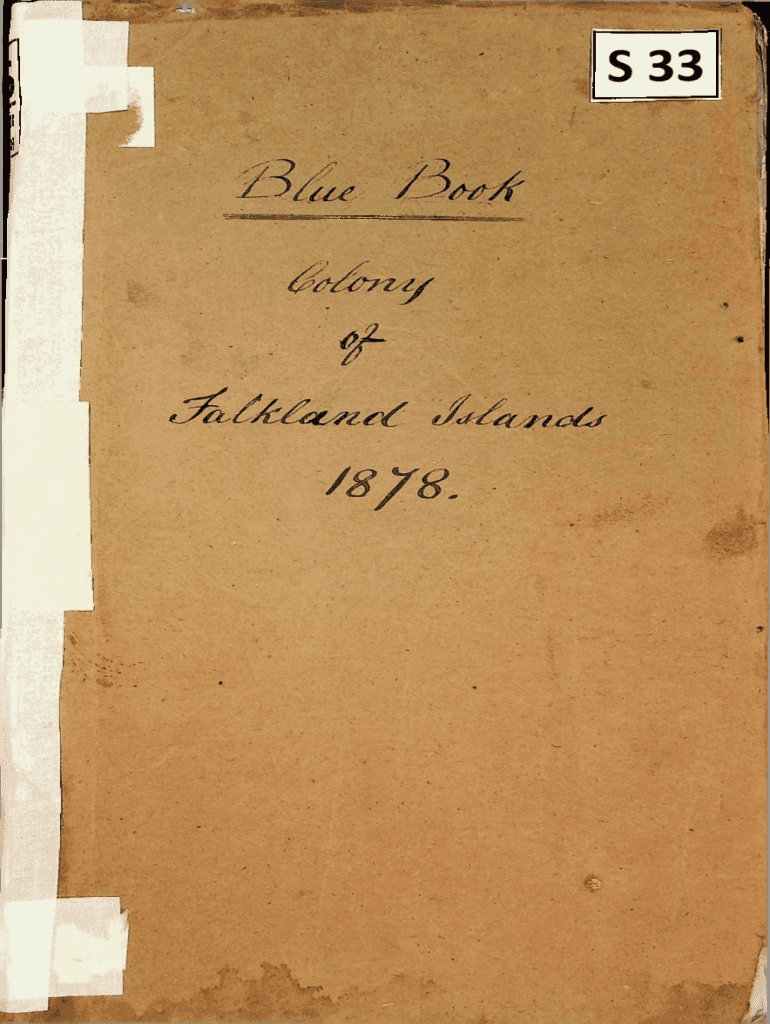 S 33
Blue Book
Colony
of
Falkland Islands
1878.